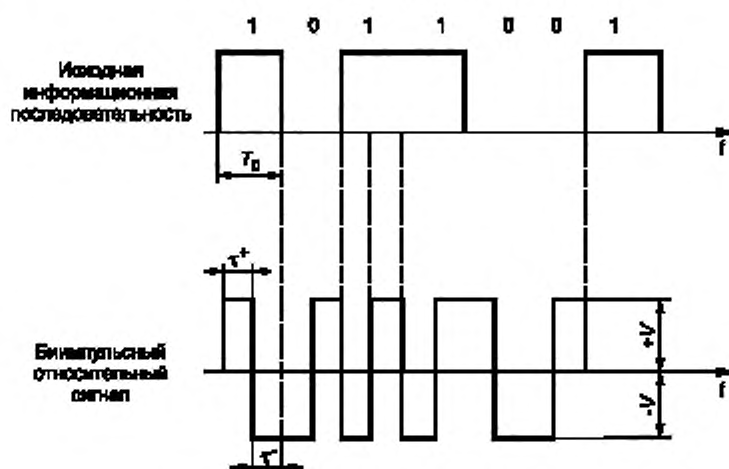 1 0 1 1 0 0 1
Исходная
информационная
последовательность
f
T₀
τ⁺
Биимпульсный
относительный
сигнал
+V
-V
f
τ⁻